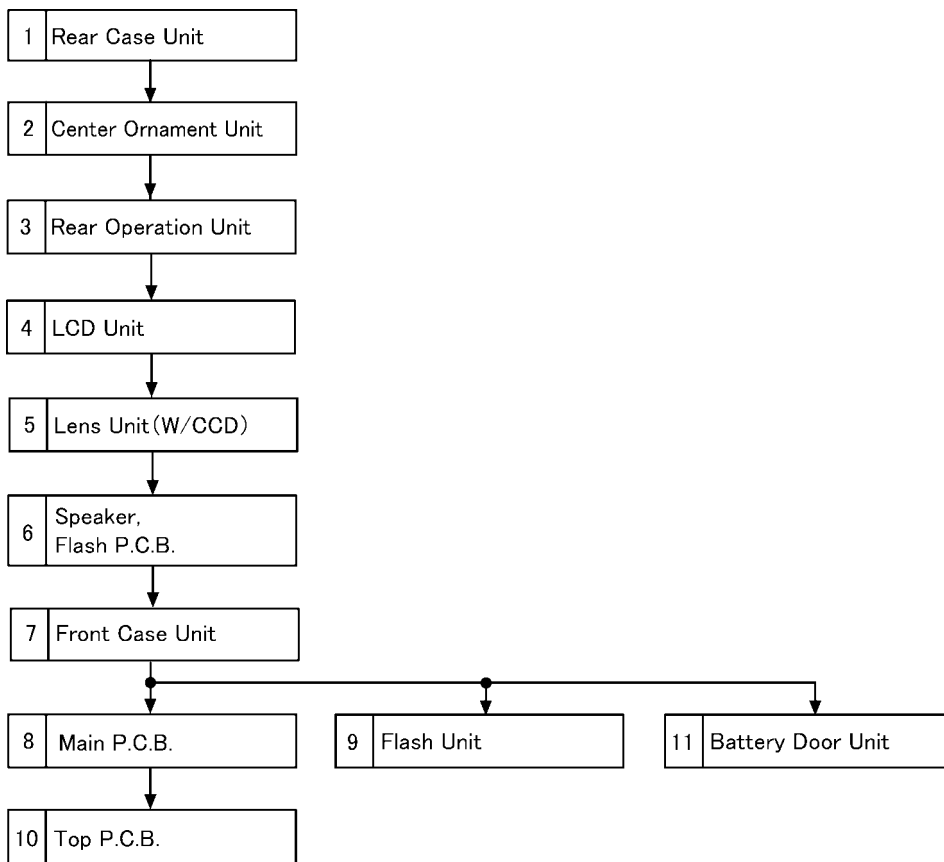 1 Rear Case Unit
2 Center Ornament Unit
3 Rear Operation Unit
4 LCD Unit
5 Lens Unit(W/CCD)
6 Speaker,
Flash P.C.B.
7 Front Case Unit
8 Main P.C.B.
9 Flash Unit
11 Battery Door Unit
10 Top P.C.B.